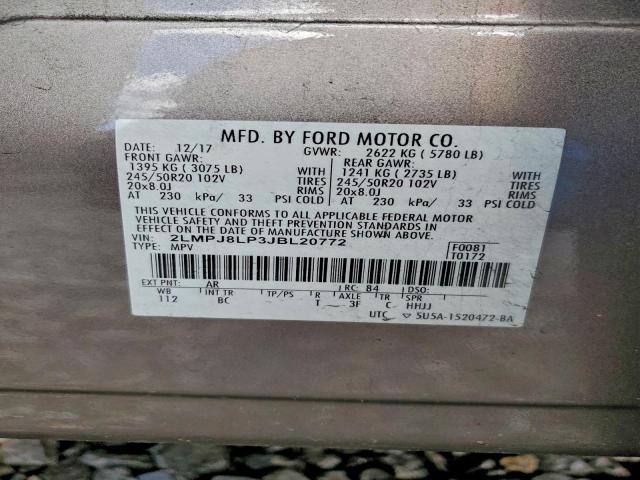 MFD. BY FORD MOTOR CO.
DATE: 12/17 GVWR: 2622 KG ( 5780 LB)
FRONT GAWR: REAR GAWR:
1395 KG ( 3075 LB) WITH 1241 KG ( 2735 LB) WITH
245/50R20 102V TIRES 245/50R20 102V TIRES
20x8.0J RIMS 20x8.0J RIMS
AT 230 kPa/ 33 PSI COLD AT 230 kPa/ 33 PSI COLD
THIS VEHICLE CONFORMS TO ALL APPLICABLE FEDERAL MOTOR
VEHICLE SAFETY AND THEFT PREVENTION STANDARDS IN
EFFECT ON THE DATE OF MANUFACTURE SHOWN ABOVE.
VIN: 2LMPJ8LP3JBL20772 F0081
TYPE: MPV T0172
EXT PNT: AR RC: 84 DSO:
WB INT TR TP/PS R AXLE TR SPR
112 BC T 3F C HHJJ
UTC ▽ 5U5A-1520472-BA